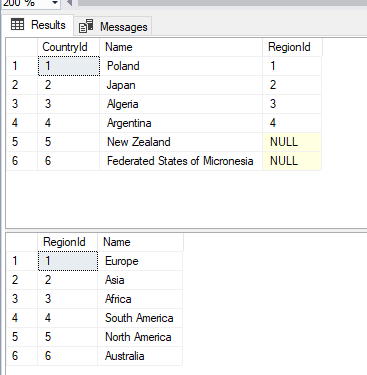 200 %
Results Messages
CountryId Name RegionId
1 1 Poland 1
2 2 Japan 2
3 3 Algeria 3
4 4 Argentina 4
5 5 New Zealand NULL
6 6 Federated States of Micronesia NULL
RegionId Name
1 1 Europe
2 2 Asia
3 3 Africa
4 4 South America
5 5 North America
6 6 Australia